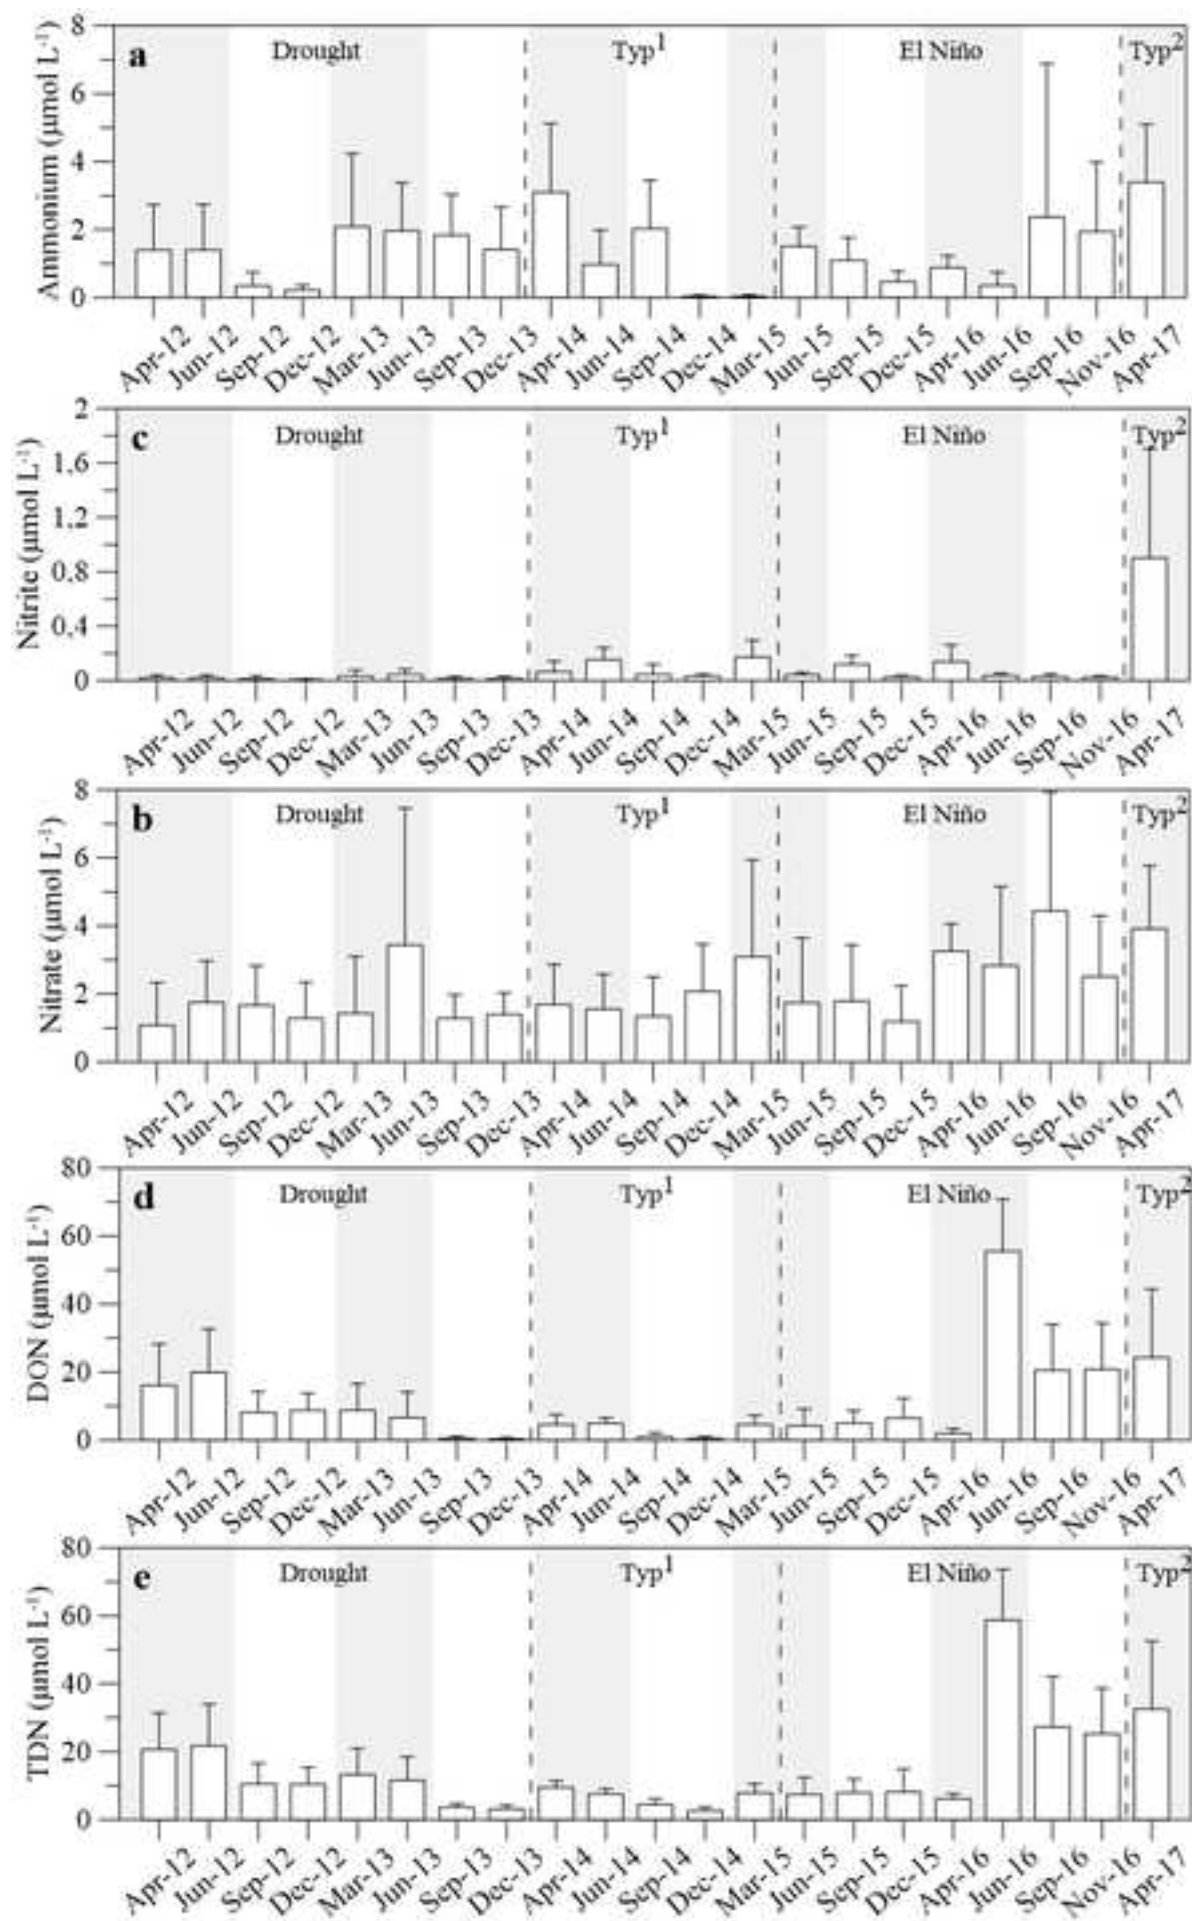 a Drought Typ1 El Niño Typ2
Ammonium (µmol L-1)
8
6
4
2
0
Apr-12 Jun-12 Sep-12 Dec-12 Mar-13 Jun-13 Sep-13 Dec-13 Apr-14 Jun-14 Sep-14 Dec-14 Mar-15 Jun-15 Sep-15 Dec-15 Apr-16 Jun-16 Sep-16 Nov-16 Apr-17
c Drought Typ1 El Niño Typ2
Nitrite (µmol L-1)
2
1,6
1,2
0,8
0,4
0
Apr-12 Jun-12 Sep-12 Dec-12 Mar-13 Jun-13 Sep-13 Dec-13 Apr-14 Jun-14 Sep-14 Dec-14 Mar-15 Jun-15 Sep-15 Dec-15 Apr-16 Jun-16 Sep-16 Nov-16 Apr-17
b Drought Typ1 El Niño Typ2
Nitrate (µmol L-1)
8
6
4
2
0
Apr-12 Jun-12 Sep-12 Dec-12 Mar-13 Jun-13 Sep-13 Dec-13 Apr-14 Jun-14 Sep-14 Dec-14 Mar-15 Jun-15 Sep-15 Dec-15 Apr-16 Jun-16 Sep-16 Nov-16 Apr-17
d Drought Typ1 El Niño Typ2
DON (µmol L-1)
80
60
40
20
0
Apr-12 Jun-12 Sep-12 Dec-12 Mar-13 Jun-13 Sep-13 Dec-13 Apr-14 Jun-14 Sep-14 Dec-14 Mar-15 Jun-15 Sep-15 Dec-15 Apr-16 Jun-16 Sep-16 Nov-16 Apr-17
e Drought Typ1 El Niño Typ2
TDN (µmol L-1)
80
60
40
20
0
Apr-12 Jun-12 Sep-12 Dec-12 Mar-13 Jun-13 Sep-13 Dec-13 Apr-14 Jun-14 Sep-14 Dec-14 Mar-15 Jun-15 Sep-15 Dec-15 Apr-16 Jun-16 Sep-16 Nov-16 Apr-17